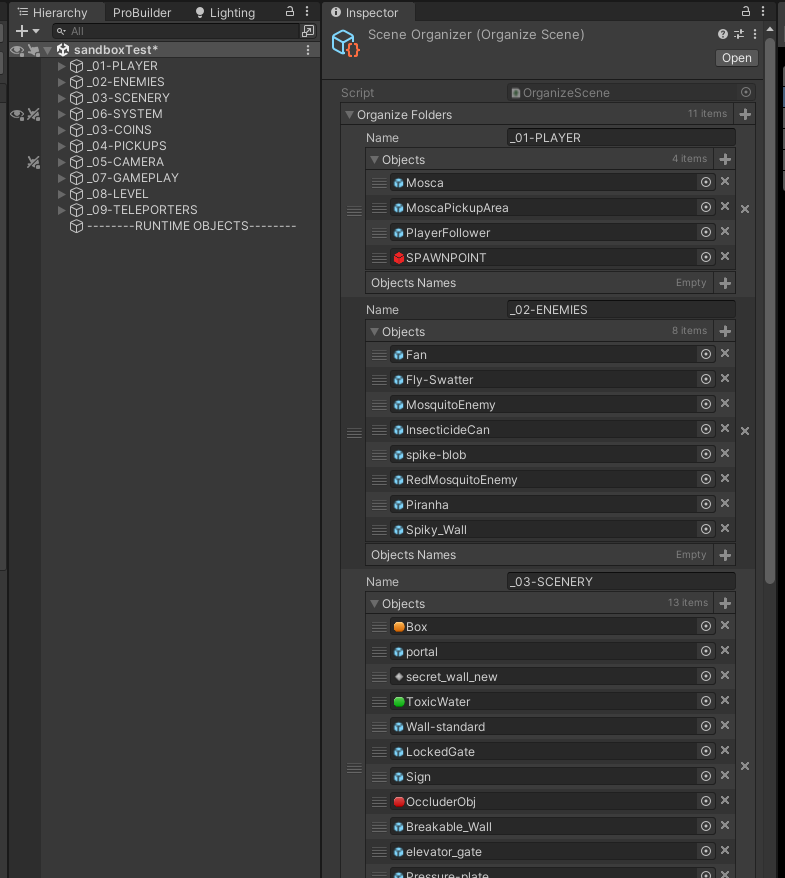 Hierarchy
ProBuilder
Lighting
All
sandboxTest*
_01-PLAYER
_02-ENEMIES
_03-SCENERY
_06-SYSTEM
_03-COINS
_04-PICKUPS
_05-CAMERA
_07-GAMEPLAY
_08-LEVEL
_09-TELEPORTERS
--------RUNTIME OBJECTS--------
Inspector
Scene Organizer (Organize Scene)
Open
Script OrganizeScene
Organize Folders 11 items
Name _01-PLAYER
Objects 4 items
Mosca
MoscaPickupArea
PlayerFollower
SPAWNPOINT
Objects Names Empty
Name _02-ENEMIES
Objects 8 items
Fan
Fly-Swatter
MosquitoEnemy
InsecticideCan
spike-blob
RedMosquitoEnemy
Piranha
Spiky_Wall
Objects Names Empty
Name _03-SCENERY
Objects 13 items
Box
portal
secret_wall_new
ToxicWater
Wall-standard
LockedGate
Sign
OccluderObj
Breakable_Wall
elevator_gate
Pressure-plate